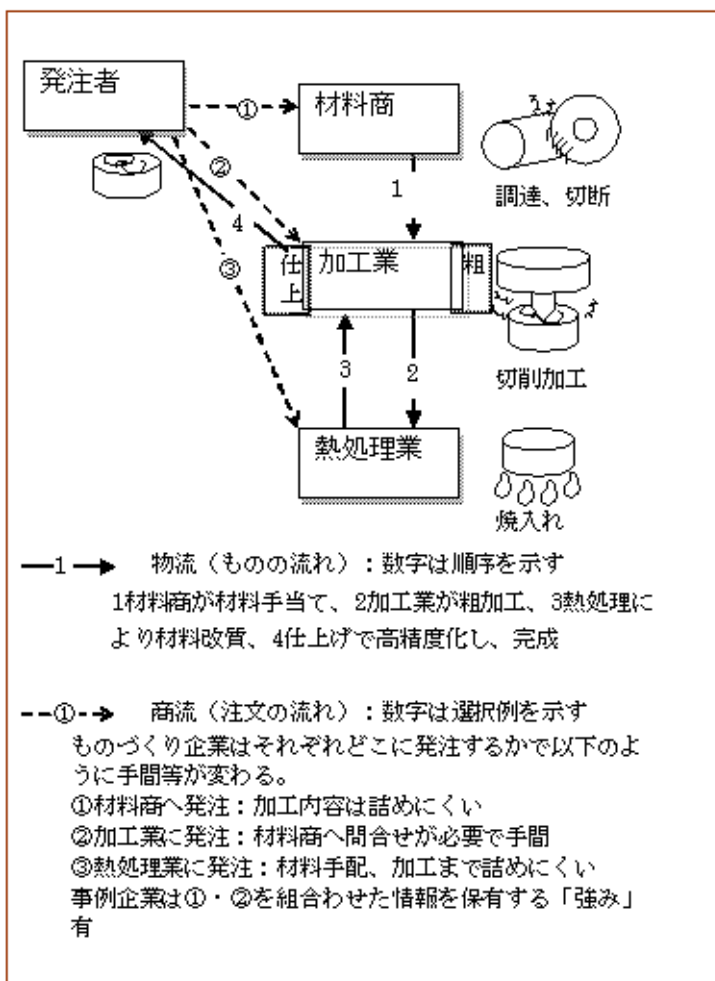 発注者
①
材料商
②
1
調達、切断
4
③
仕上
加工業
粗
3
2
切削加工
熱処理業
焼入れ
1 物流（ものの流れ）：数字は順序を示す
1材料商が材料手当て、2加工業が粗加工、3熱処理に
より材料改質、4仕上げで高精度化し、完成
① 商流（注文の流れ）：数字は選択例を示す
ものづくり企業はそれぞれどこに発注するかで以下のよ
うに手間等が変わる。
①材料商へ発注：加工内容は詰めにくい
②加工業に発注：材料商へ問合せが必要で手間
③熱処理業に発注：材料手配、加工まで詰めにくい
事例企業は①・②を組合わせた情報を保有する「強み」
有